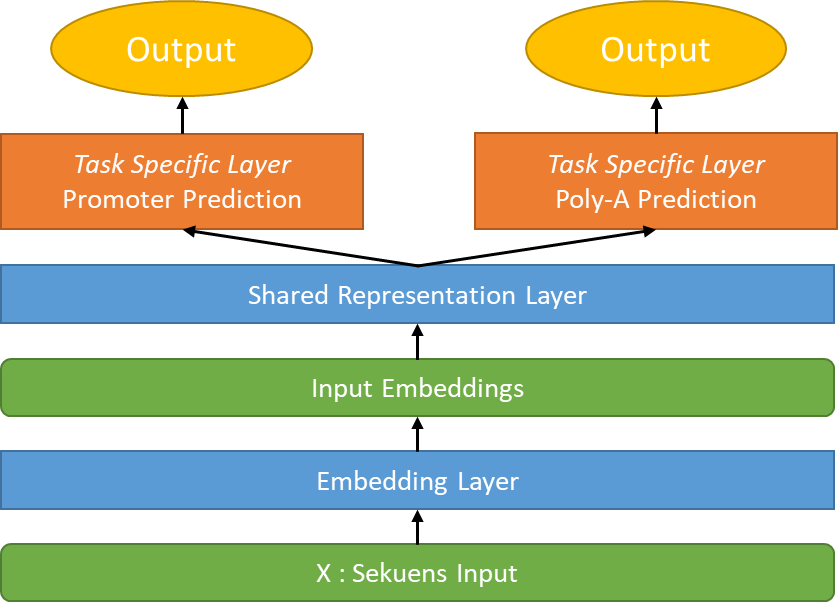 Output
Output
Task Specific Layer
Promoter Prediction
Task Specific Layer
Poly-A Prediction
Shared Representation Layer
Input Embeddings
Embedding Layer
X : Sekuens Input